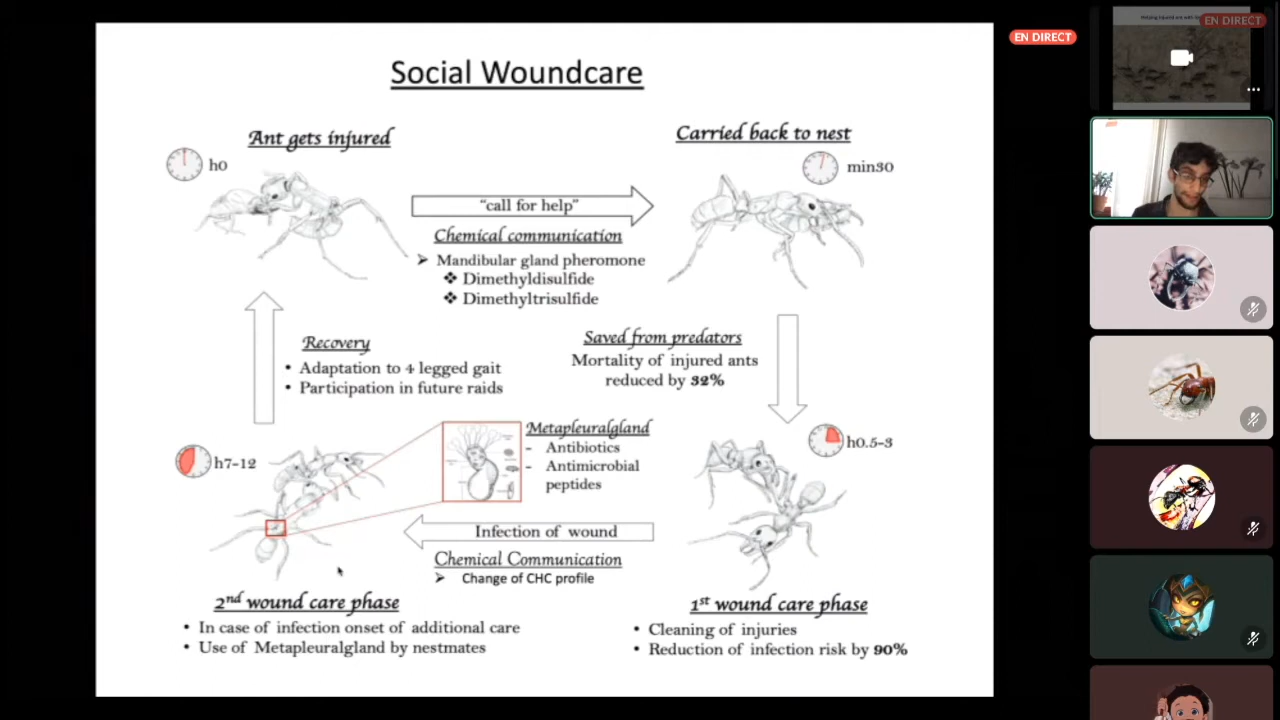 Social Woundcare
EN DIRECT
EN DIRECT
Ant gets injured
h0
Carried back to nest
min30
"call for help"
Chemical communication
➢ Mandibular gland pheromone
❖ Dimethyldisulfide
❖ Dimethyltrisulfide
Recovery
• Adaptation to 4 legged gait
• Participation in future raids
Saved from predators
Mortality of injured ants
reduced by 32%
h7-12
Metapleuralgland
- Antibiotics
- Antimicrobial
peptides
h0.5-3
Infection of wound
Chemical Communication
➢ Change of CHC profile
2nd wound care phase
• In case of infection onset of additional care
• Use of Metapleuralgland by nestmates
1st wound care phase
• Cleaning of injuries
• Reduction of infection risk by 90%